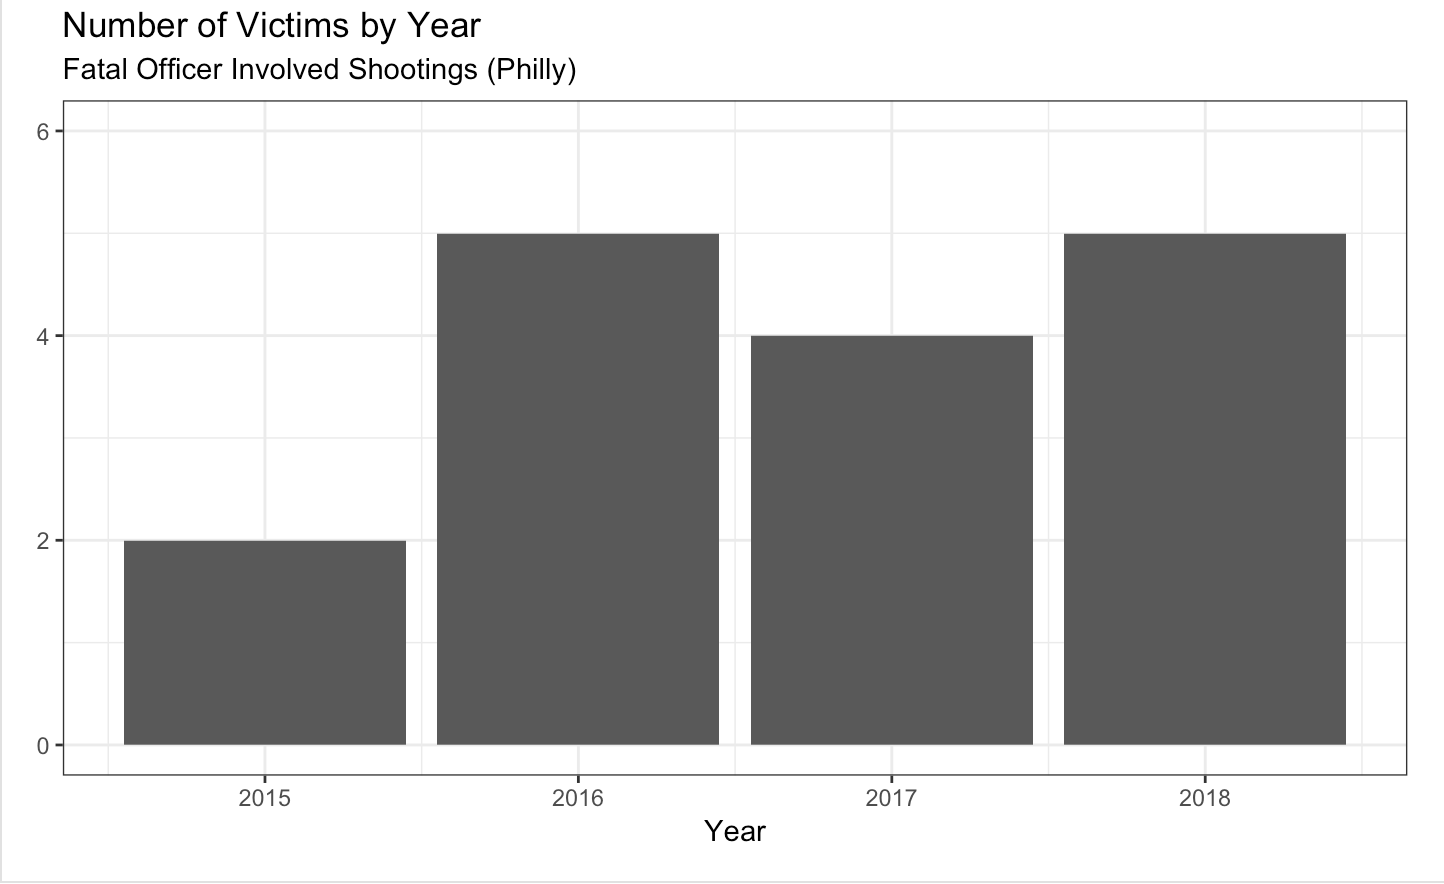 Number of Victims by Year
Fatal Officer Involved Shootings (Philly)
6
4
2
0
2015 2016 2017 2018
Year